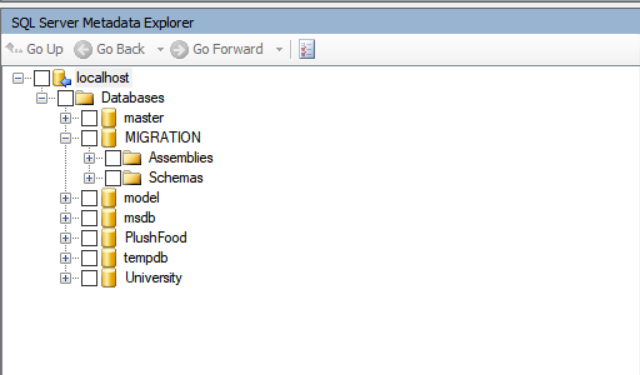 SQL Server Metadata Explorer
Go Up Go Back Go Forward
localhost
Databases
master
MIGRATION
Assemblies
Schemas
model
msdb
PlushFood
tempdb
University